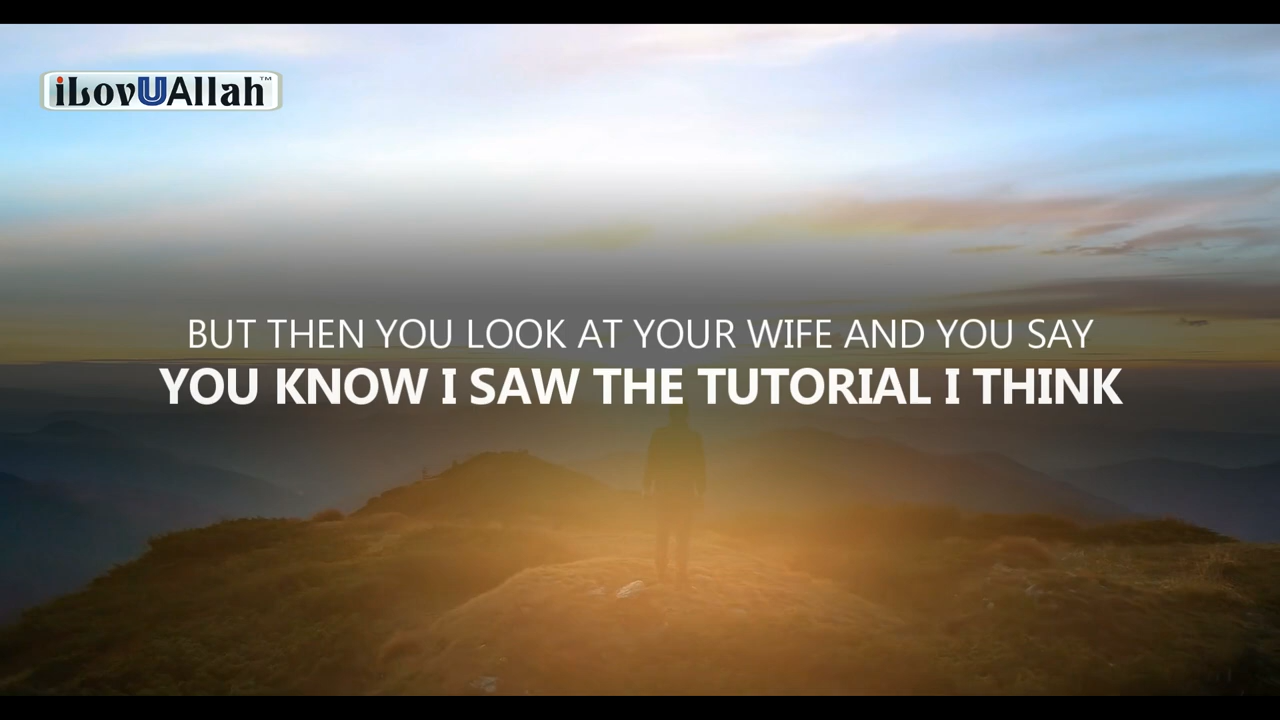 iLovUAllah™
BUT THEN YOU LOOK AT YOUR WIFE AND YOU SAY
YOU KNOW I SAW THE TUTORIAL I THINK